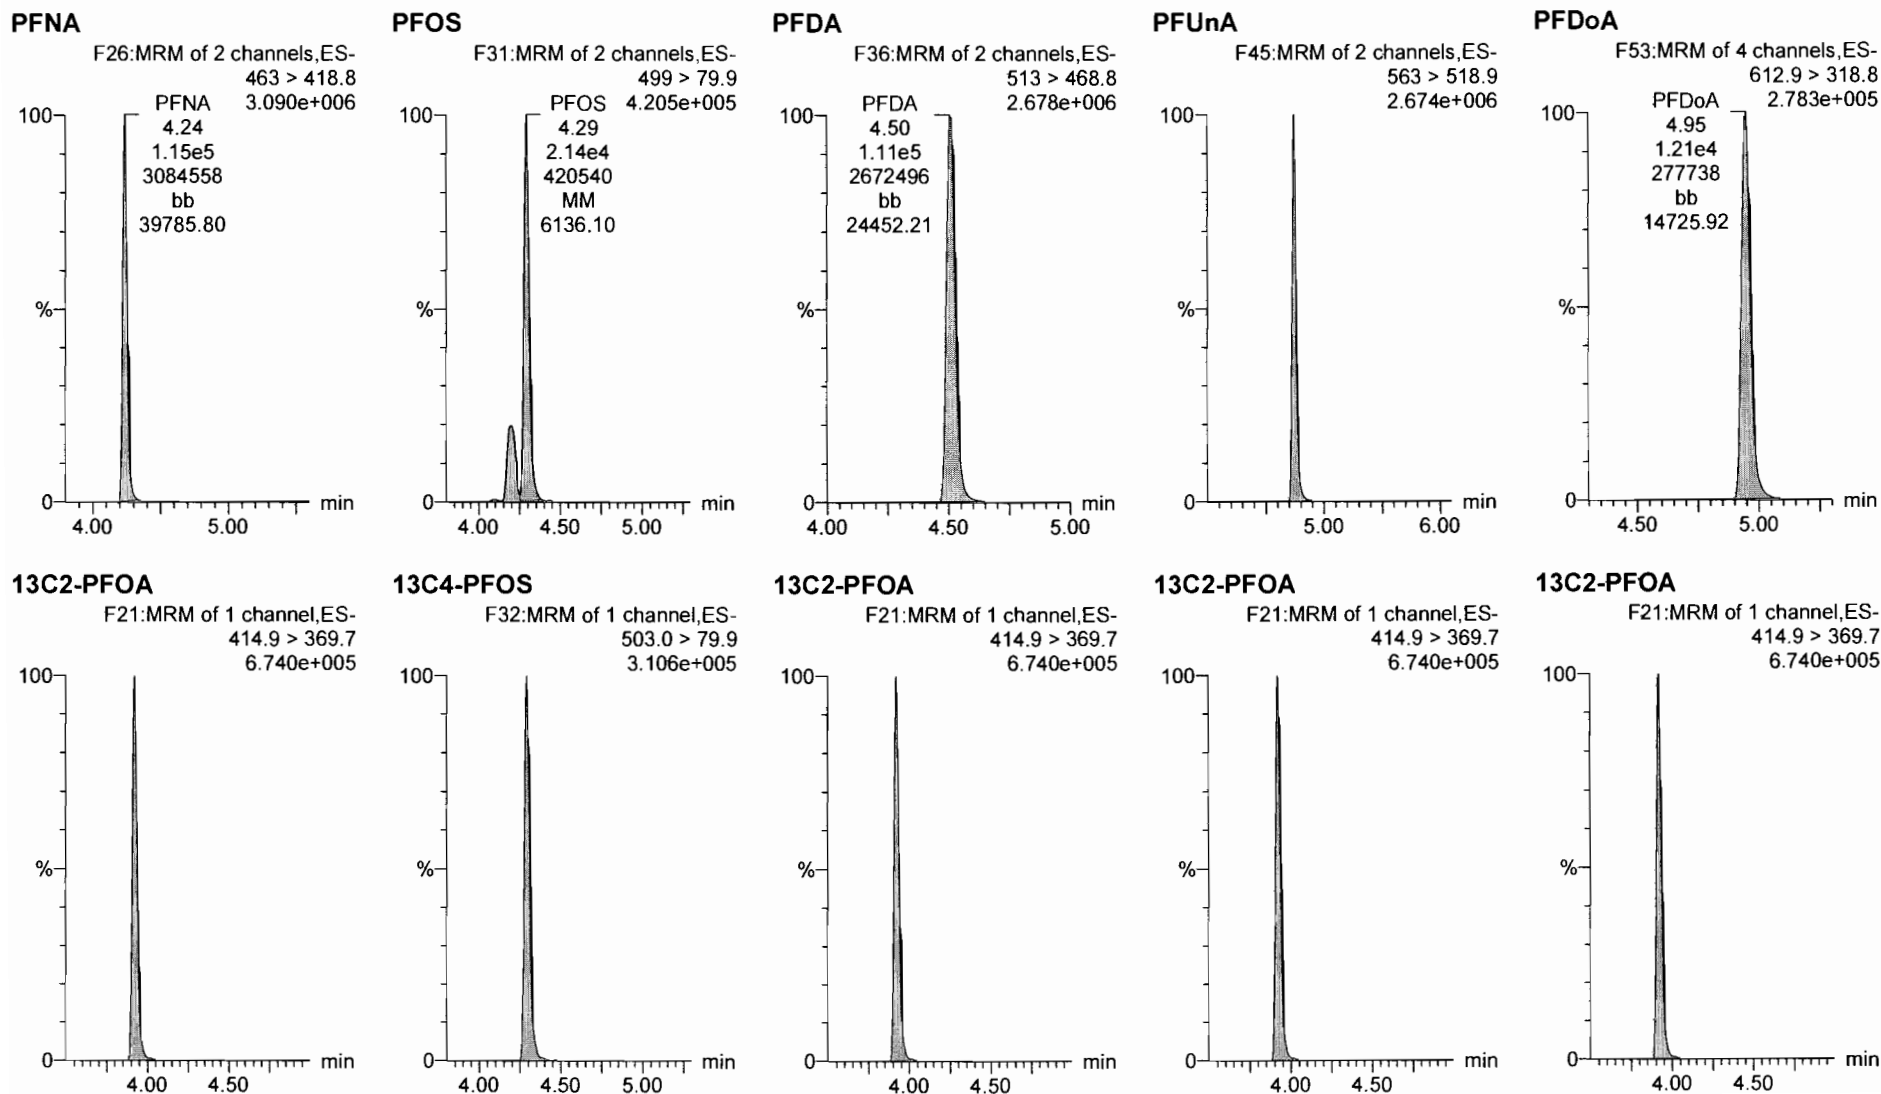 PFNA
F26:MRM of 2 channels,ES-
463 > 418.8
3.090e+006
PFNA
4.24
1.15e5
3084558
bb
39785.80
100
%
0
4.00 5.00 min
PFOS
F31:MRM of 2 channels,ES-
499 > 79.9
4.205e+005
PFOS
4.29
2.14e4
420540
MM
6136.10
100
%
0
4.00 4.50 5.00 min
PFDA
F36:MRM of 2 channels,ES-
513 > 468.8
2.678e+006
PFDA
4.50
1.11e5
2672496
bb
24452.21
100
%
0
4.00 4.50 5.00 min
PFUnA
F45:MRM of 2 channels,ES-
563 > 518.9
2.674e+006
100
%
0
5.00 6.00 min
PFDoA
F53:MRM of 4 channels,ES-
612.9 > 318.8
2.783e+005
PFDoA
4.95
1.21e4
277738
bb
14725.92
100
%
0
4.50 5.00 min
13C2-PFOA
F21:MRM of 1 channel,ES-
414.9 > 369.7
6.740e+005
100
%
0
4.00 4.50 min
13C4-PFOS
F32:MRM of 1 channel,ES-
503.0 > 79.9
3.106e+005
100
%
0
4.00 4.50 5.00 min
13C2-PFOA
F21:MRM of 1 channel,ES-
414.9 > 369.7
6.740e+005
100
%
0
4.00 4.50 min
13C2-PFOA
F21:MRM of 1 channel,ES-
414.9 > 369.7
6.740e+005
100
%
0
4.00 4.50 min
13C2-PFOA
F21:MRM of 1 channel,ES-
414.9 > 369.7
6.740e+005
100
%
0
4.00 4.50 min